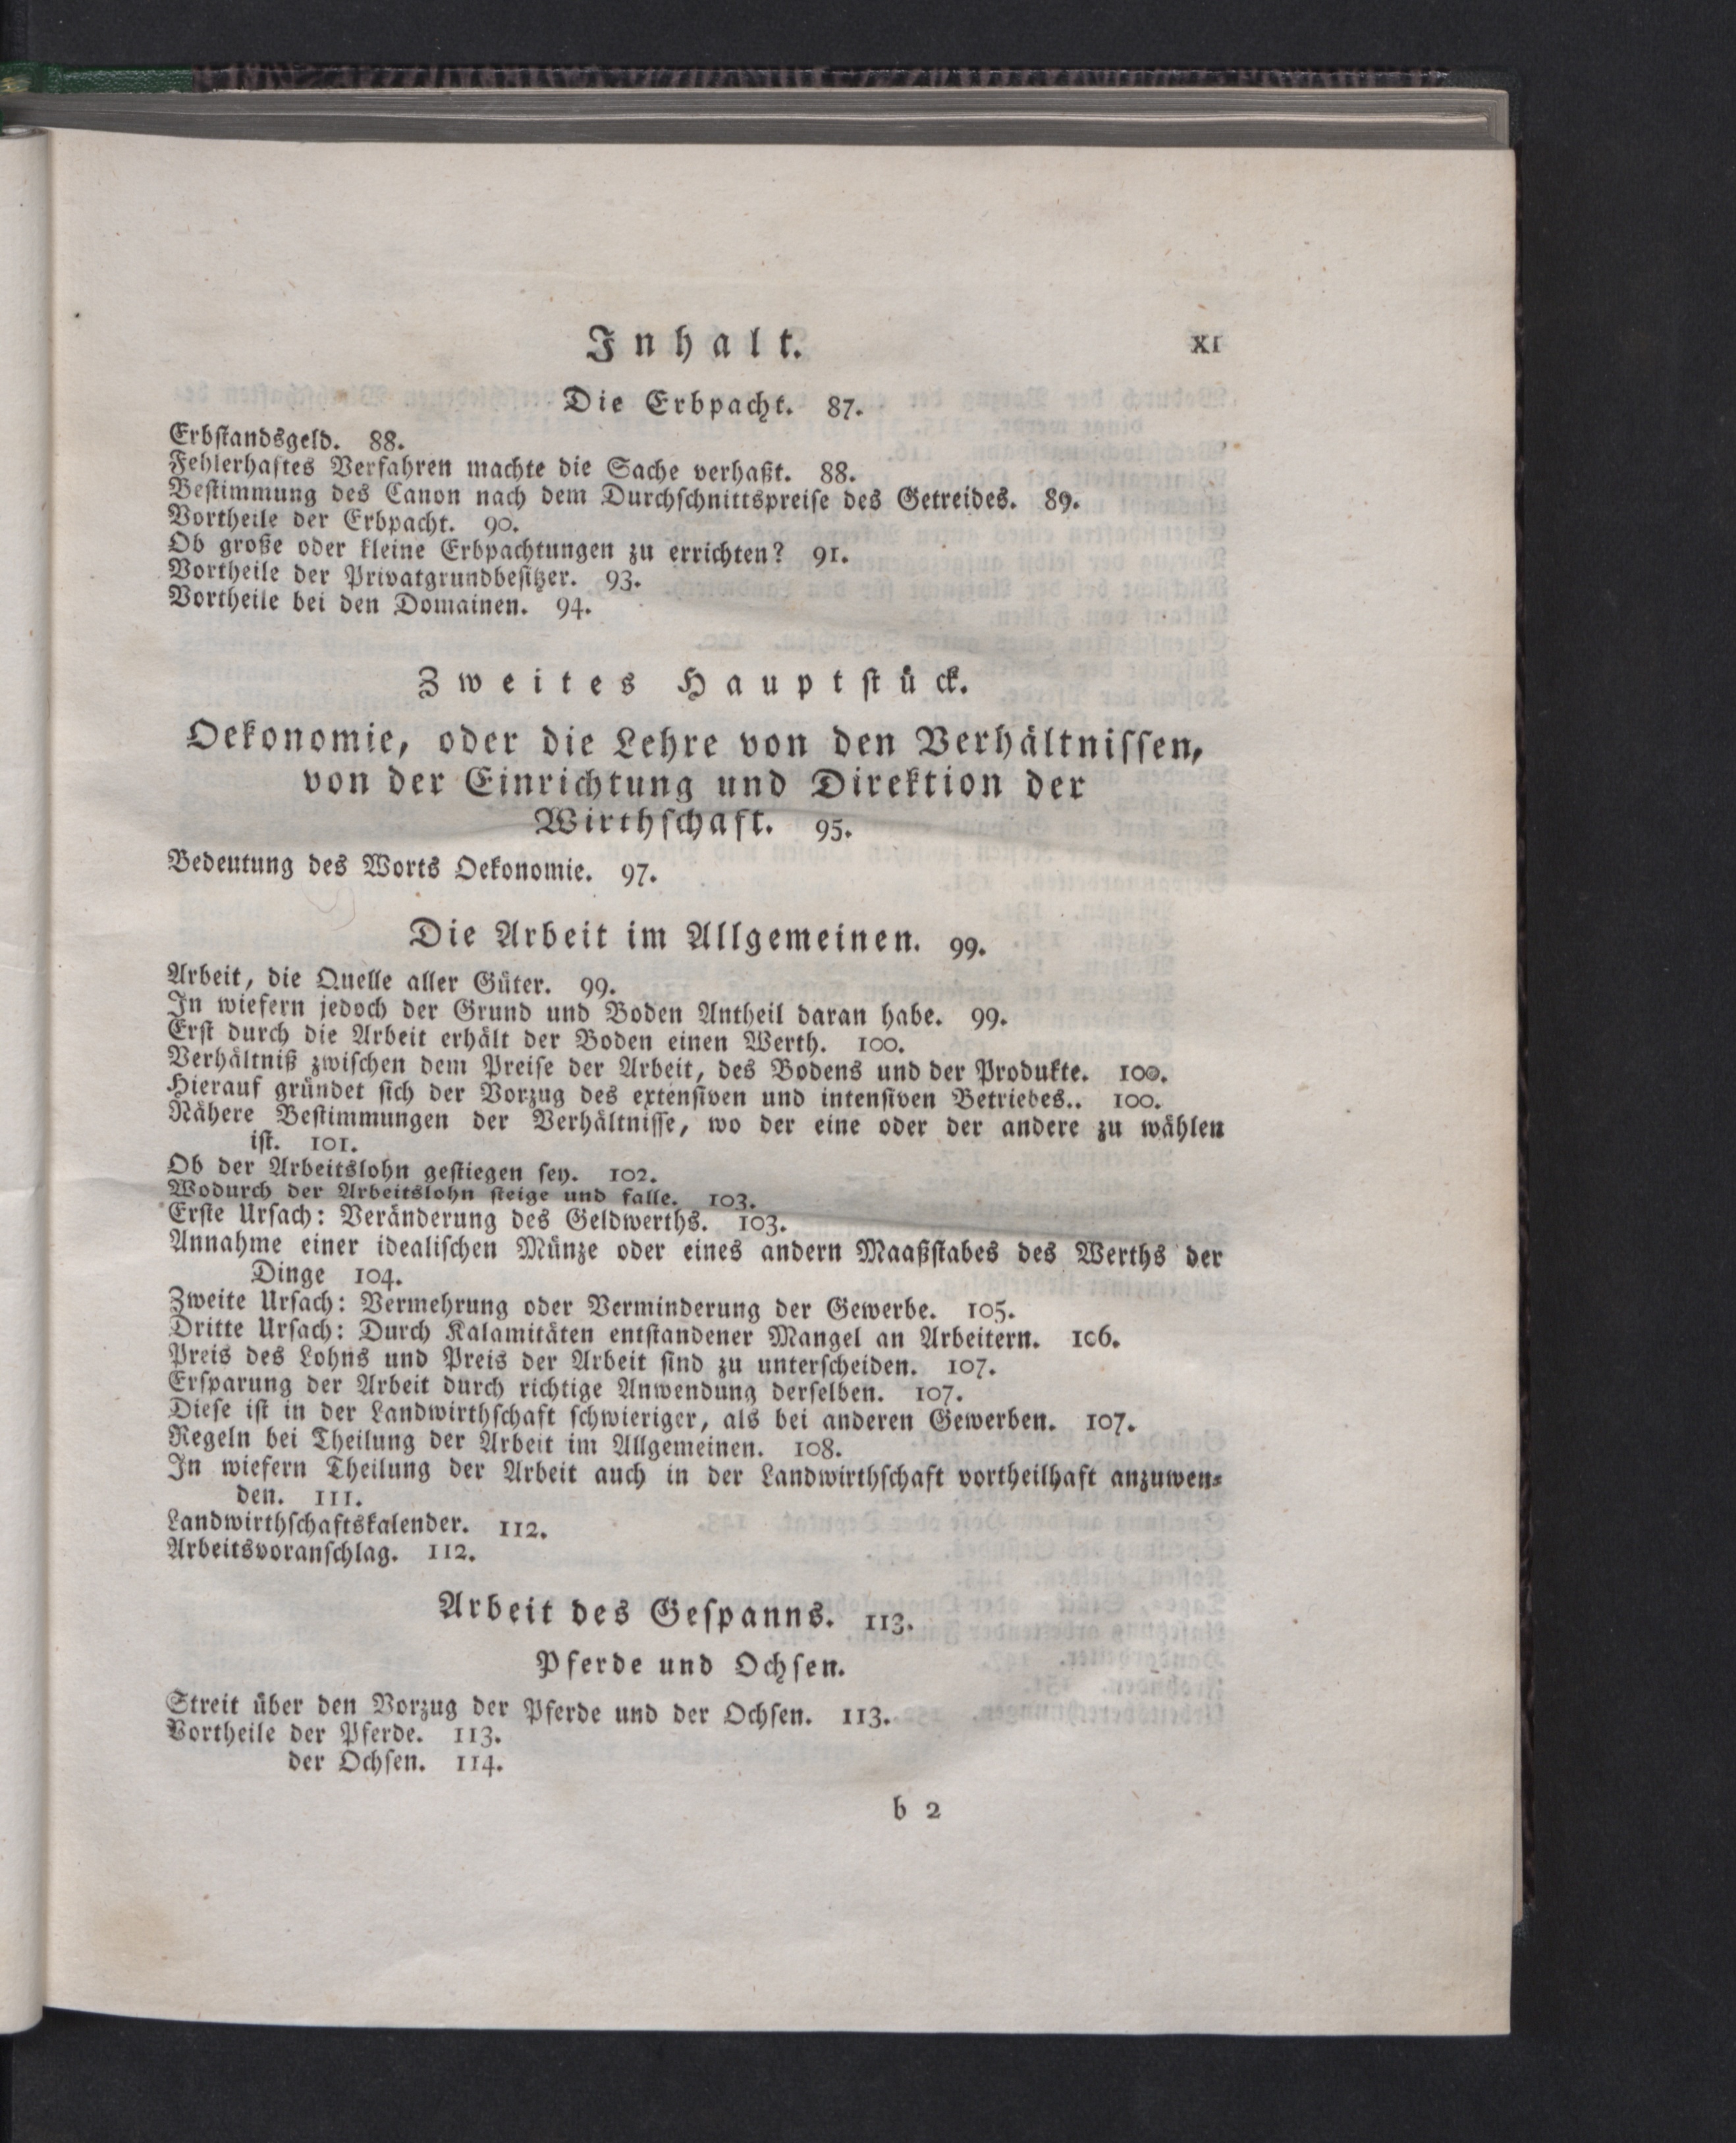 Inhalt. XI
Die Erbpacht. 87.
Erbstandsgeld. 88.
Fehlerhaftes Verfahren machte die Sache verhaßt. 88.
Bestimmung des Canon nach dem Durchschnittspreise des Getreides. 89.
Vortheile der Erbpacht. 90.
Ob große oder kleine Erbpachtungen zu errichten? 91.
Vortheile der Privatgrundbesitzer. 93.
Vortheile bei den Domainen. 94.
Zweites Hauptstück.
Oekonomie, oder die Lehre von den Verhältnissen,
von der Einrichtung und Direktion der
Wirthschaft. 95.
Bedeutung des Worts Oekonomie. 97.
Die Arbeit im Allgemeinen. 99.
Arbeit, die Quelle aller Güter. 99.
In wiefern jedoch der Grund und Boden Antheil daran habe. 99.
Erst durch die Arbeit erhält der Boden einen Werth. 100.
Verhältniß zwischen dem Preise der Arbeit, des Bodens und der Produkte. 100.
Hierauf gründet sich der Vorzug des extensiven und intensiven Betriebes.. 100.
Nähere Bestimmungen der Verhältnisse, wo der eine oder der andere zu wählen
ist. 101.
Ob der Arbeitslohn gestiegen sey. 102.
Wodurch der Arbeitslohn steige und falle. 103.
Erste Ursach: Veränderung des Geldwerths. 103.
Annahme einer idealischen Münze oder eines andern Maaßstabes des Werths der
Dinge 104.
Zweite Ursach: Vermehrung oder Verminderung der Gewerbe. 105.
Dritte Ursach: Durch Kalamitäten entstandener Mangel an Arbeitern. 106.
Preis des Lohns und Preis der Arbeit sind zu unterscheiden. 107.
Ersparung der Arbeit durch richtige Anwendung derselben. 107.
Diese ist in der Landwirthschaft schwieriger, als bei anderen Gewerben. 107.
Regeln bei Theilung der Arbeit im Allgemeinen. 108.
In wiefern Theilung der Arbeit auch in der Landwirthschaft vortheilhaft anzuwen-
den. 111.
Landwirthschaftskalender. 112.
Arbeitsvoranschlag. 112.
Arbeit des Gespanns. 113.
Pferde und Ochsen.
Streit über den Vorzug der Pferde und der Ochsen. 113.
Vortheile der Pferde. 113.
der Ochsen. 114.
b 2